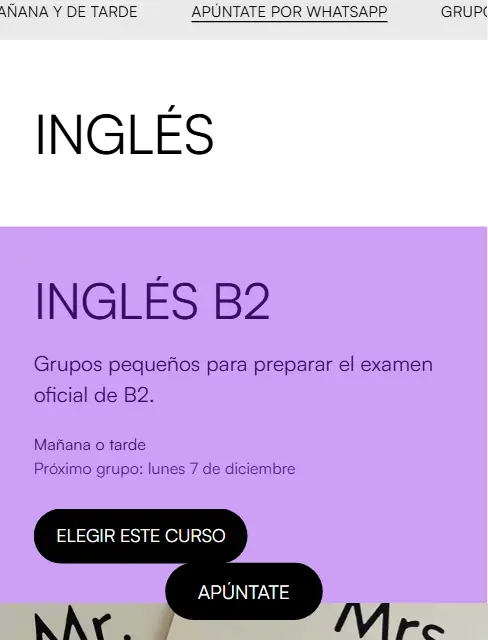 AÑANA Y DE TARDE APÚNTATE POR WHATSAPP GRUPO
INGLÉS
INGLÉS B2
Grupos pequeños para preparar el examen
oficial de B2.
Mañana o tarde
Próximo grupo: lunes 7 de diciembre
ELEGIR ESTE CURSO
APÚNTATE
Mr. Mrs